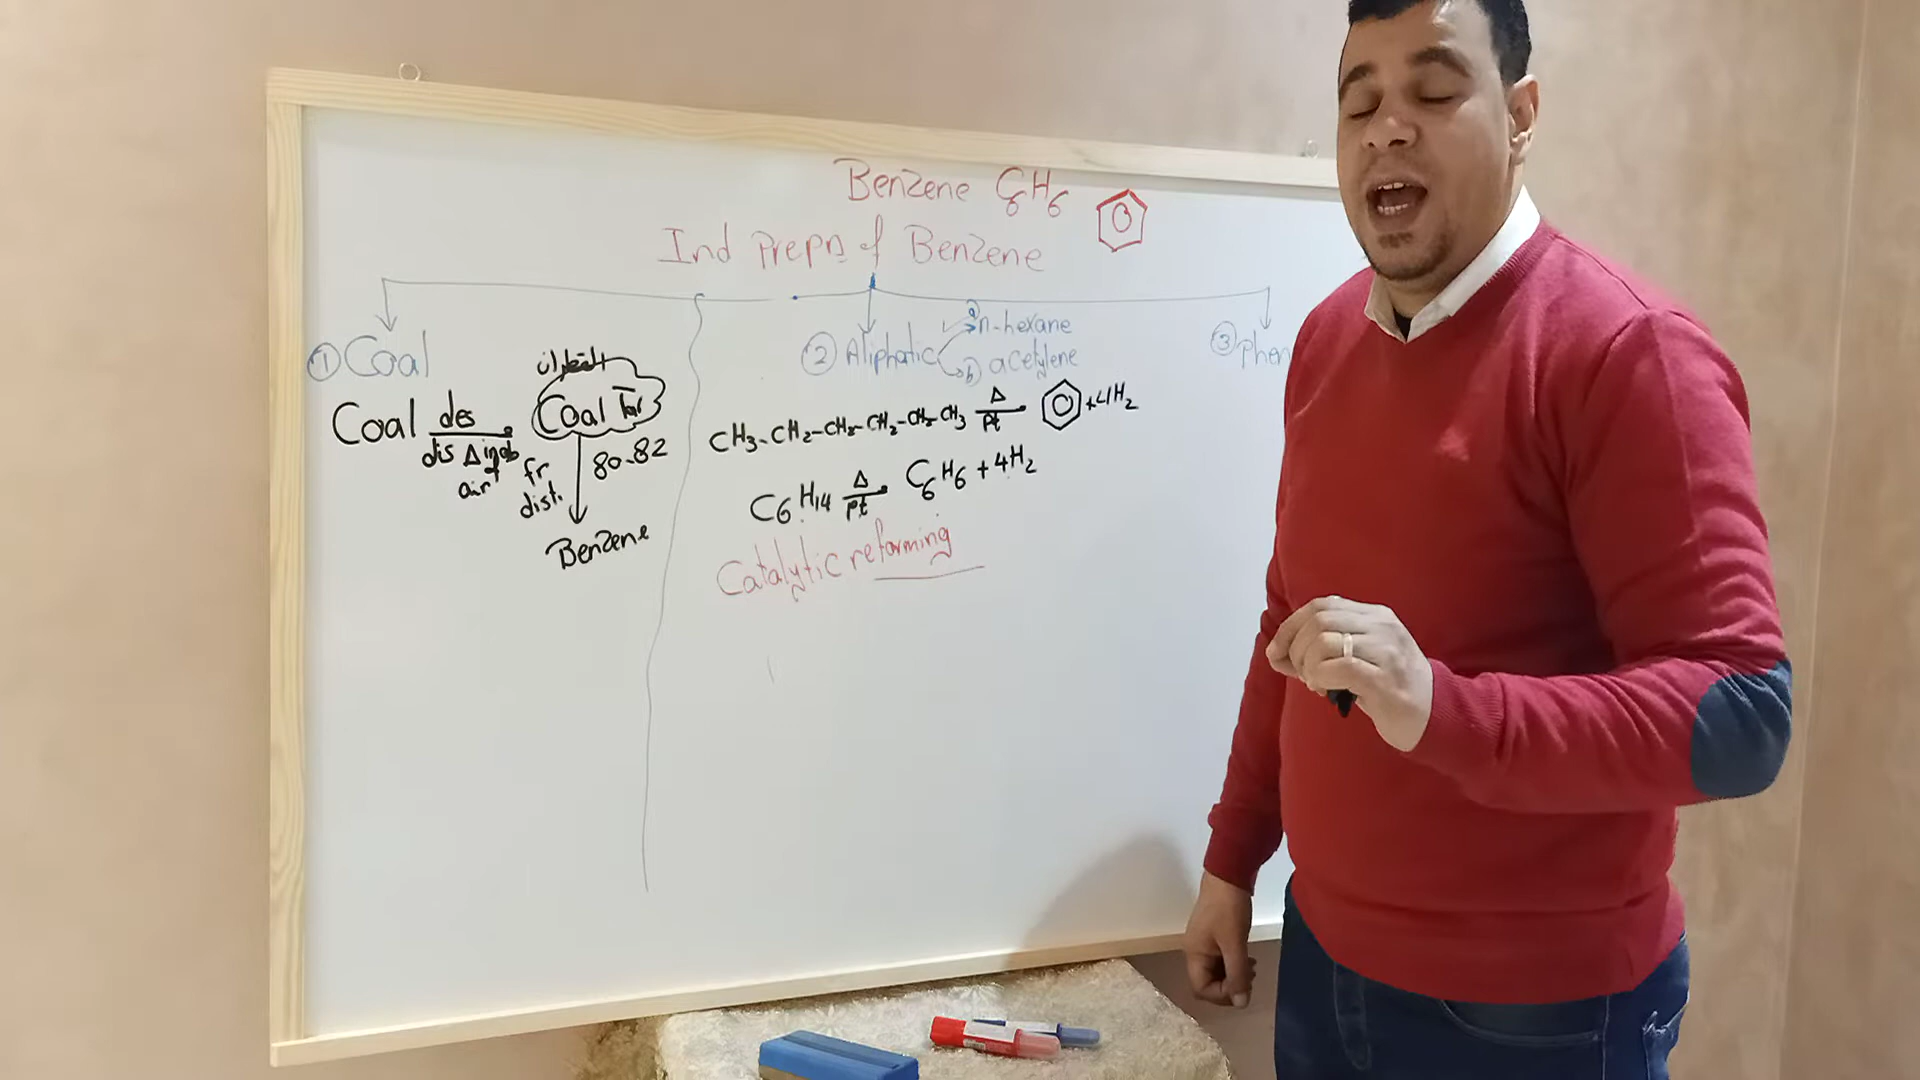 Benzene C6H6
Ind Prepn of Benzene
① Coal
القطران
Coal des dis Δ in ab air Coal Tar
fr dist. 80-82
Benzene
② Aliphatic
a n-hexane
b) acetylene
CH3-CH2-CH2-CH2-CH2-CH3 Δ pt + 4H2
C6H14 Δ pt C6H6 + 4H2
Catalytic reforming
③ Phen